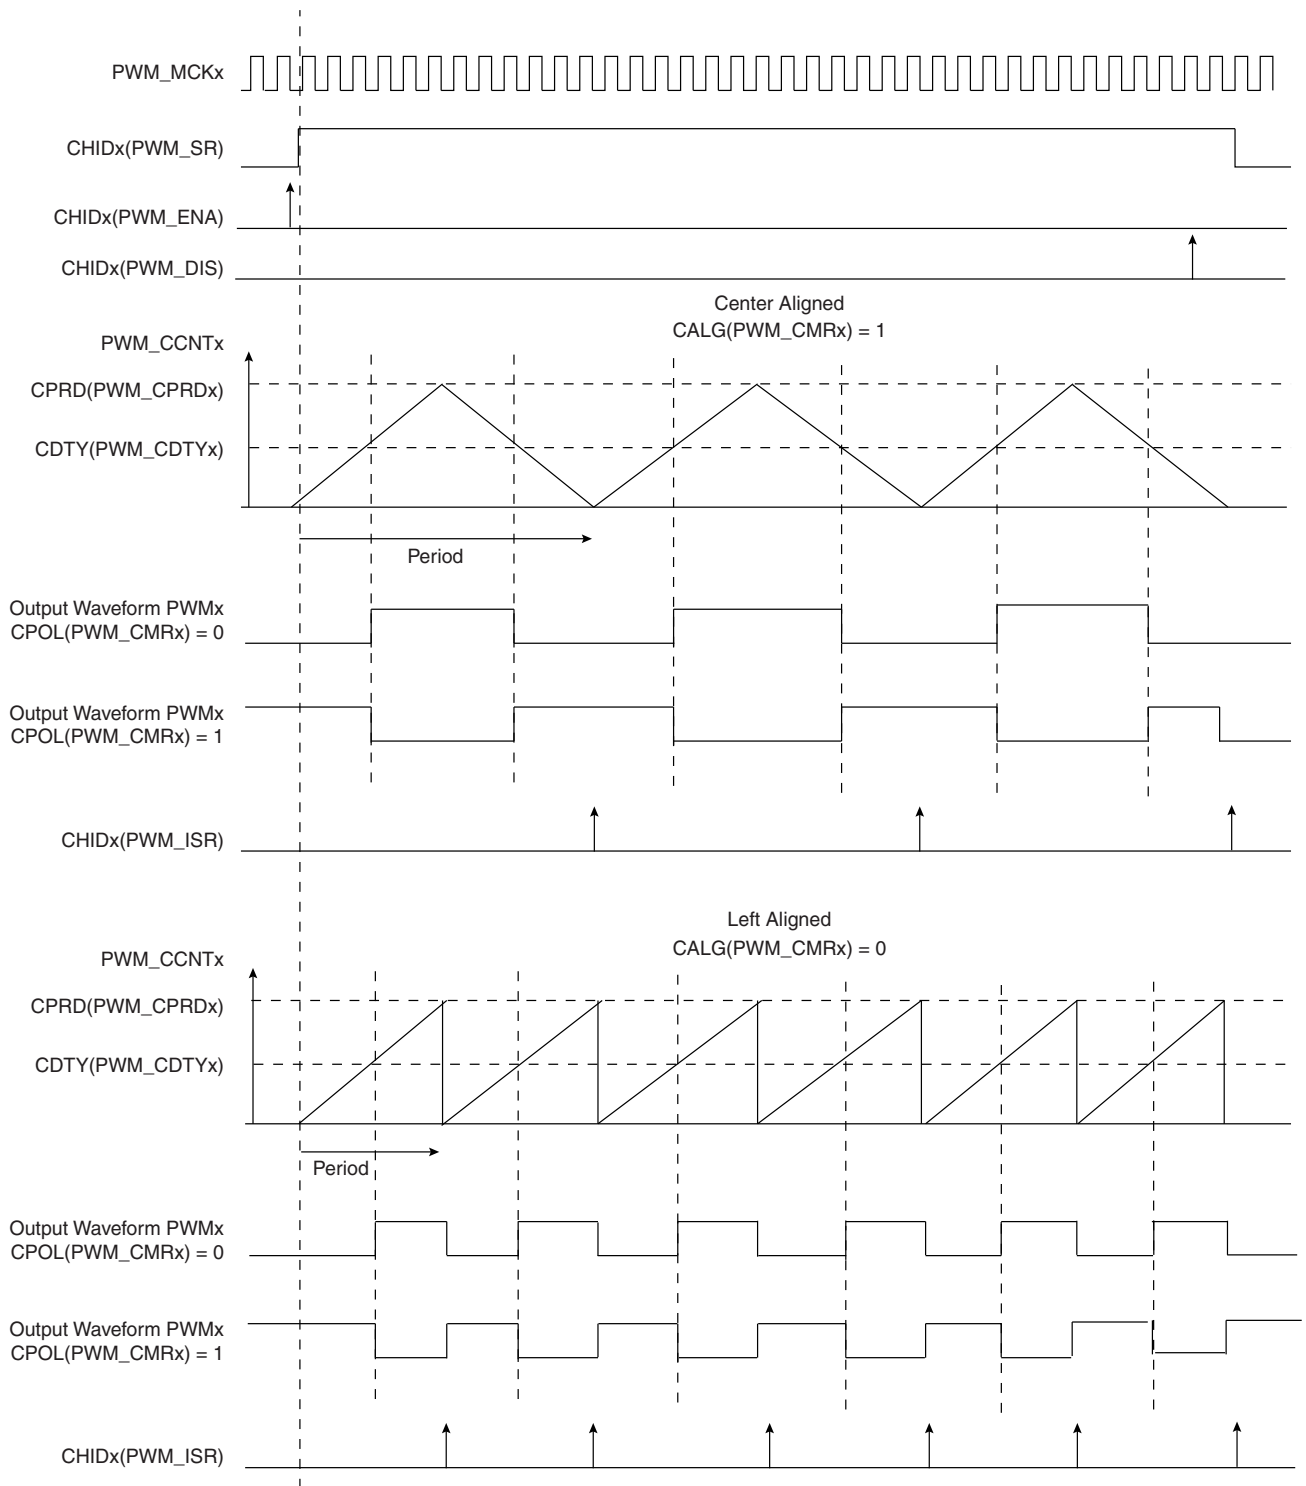 PWM_MCKx
CHIDx(PWM_SR)
CHIDx(PWM_ENA)
CHIDx(PWM_DIS)
Center Aligned
CALG(PWM_CMRx) = 1
PWM_CCNTx
CPRD(PWM_CPRDx)
CDTY(PWM_CDTYx)
Period
Output Waveform PWMx
CPOL(PWM_CMRx) = 0
Output Waveform PWMx
CPOL(PWM_CMRx) = 1
CHIDx(PWM_ISR)
Left Aligned
CALG(PWM_CMRx) = 0
PWM_CCNTx
CPRD(PWM_CPRDx)
CDTY(PWM_CDTYx)
Period
Output Waveform PWMx
CPOL(PWM_CMRx) = 0
Output Waveform PWMx
CPOL(PWM_CMRx) = 1
CHIDx(PWM_ISR)